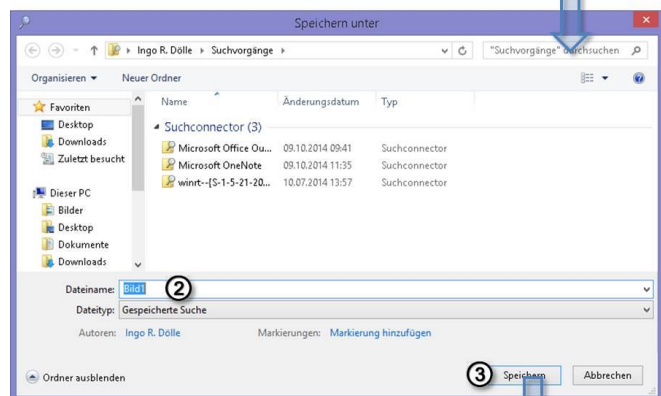 Speichern unter
Ingo R. Dölle ▸ Suchvorgänge ▸
"Suchvorgänge" durchsuchen
Organisieren
Neuer Ordner
Name Änderungsdatum Typ
Favoriten
Desktop
Downloads
Zuletzt besucht
Dieser PC
Bilder
Desktop
Dokumente
Downloads
Suchconnector (3)
Microsoft Office Ou... 09.10.2014 09:41 Suchconnector
Microsoft OneNote 09.10.2014 11:35 Suchconnector
winrt--{S-1-5-21-20... 10.07.2014 13:57 Suchconnector
Dateiname: Bild1 2
Dateityp: Gespeicherte Suche
Autoren: Ingo R. Dölle Markierungen: Markierung hinzufügen
Ordner ausblenden
3 Speichern Abbrechen